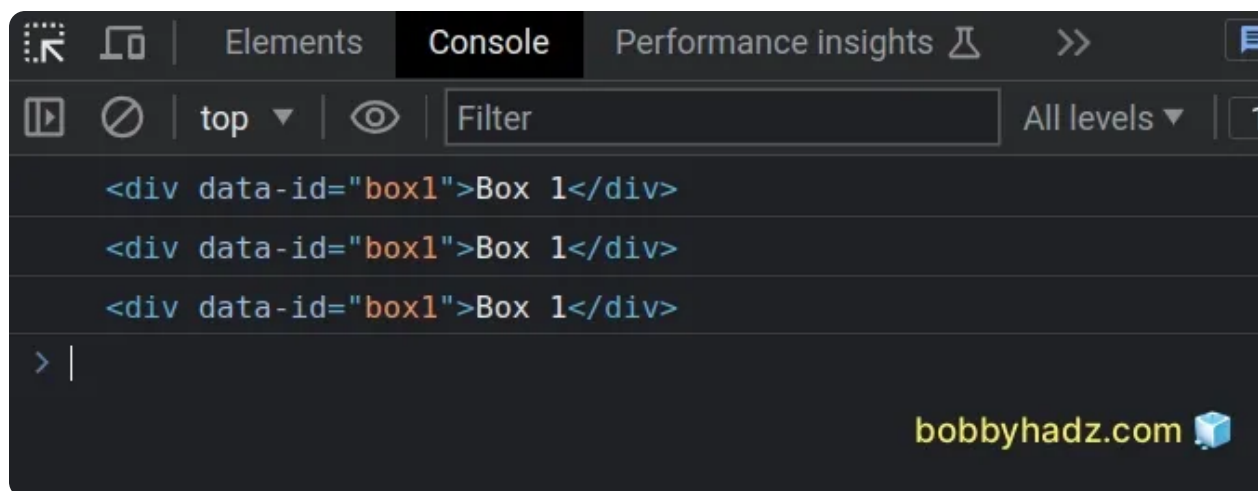 Elements Console Performance insights
top Filter All levels
<div data-id="box1">Box 1</div>
<div data-id="box1">Box 1</div>
<div data-id="box1">Box 1</div>
>
bobbyhadz.com